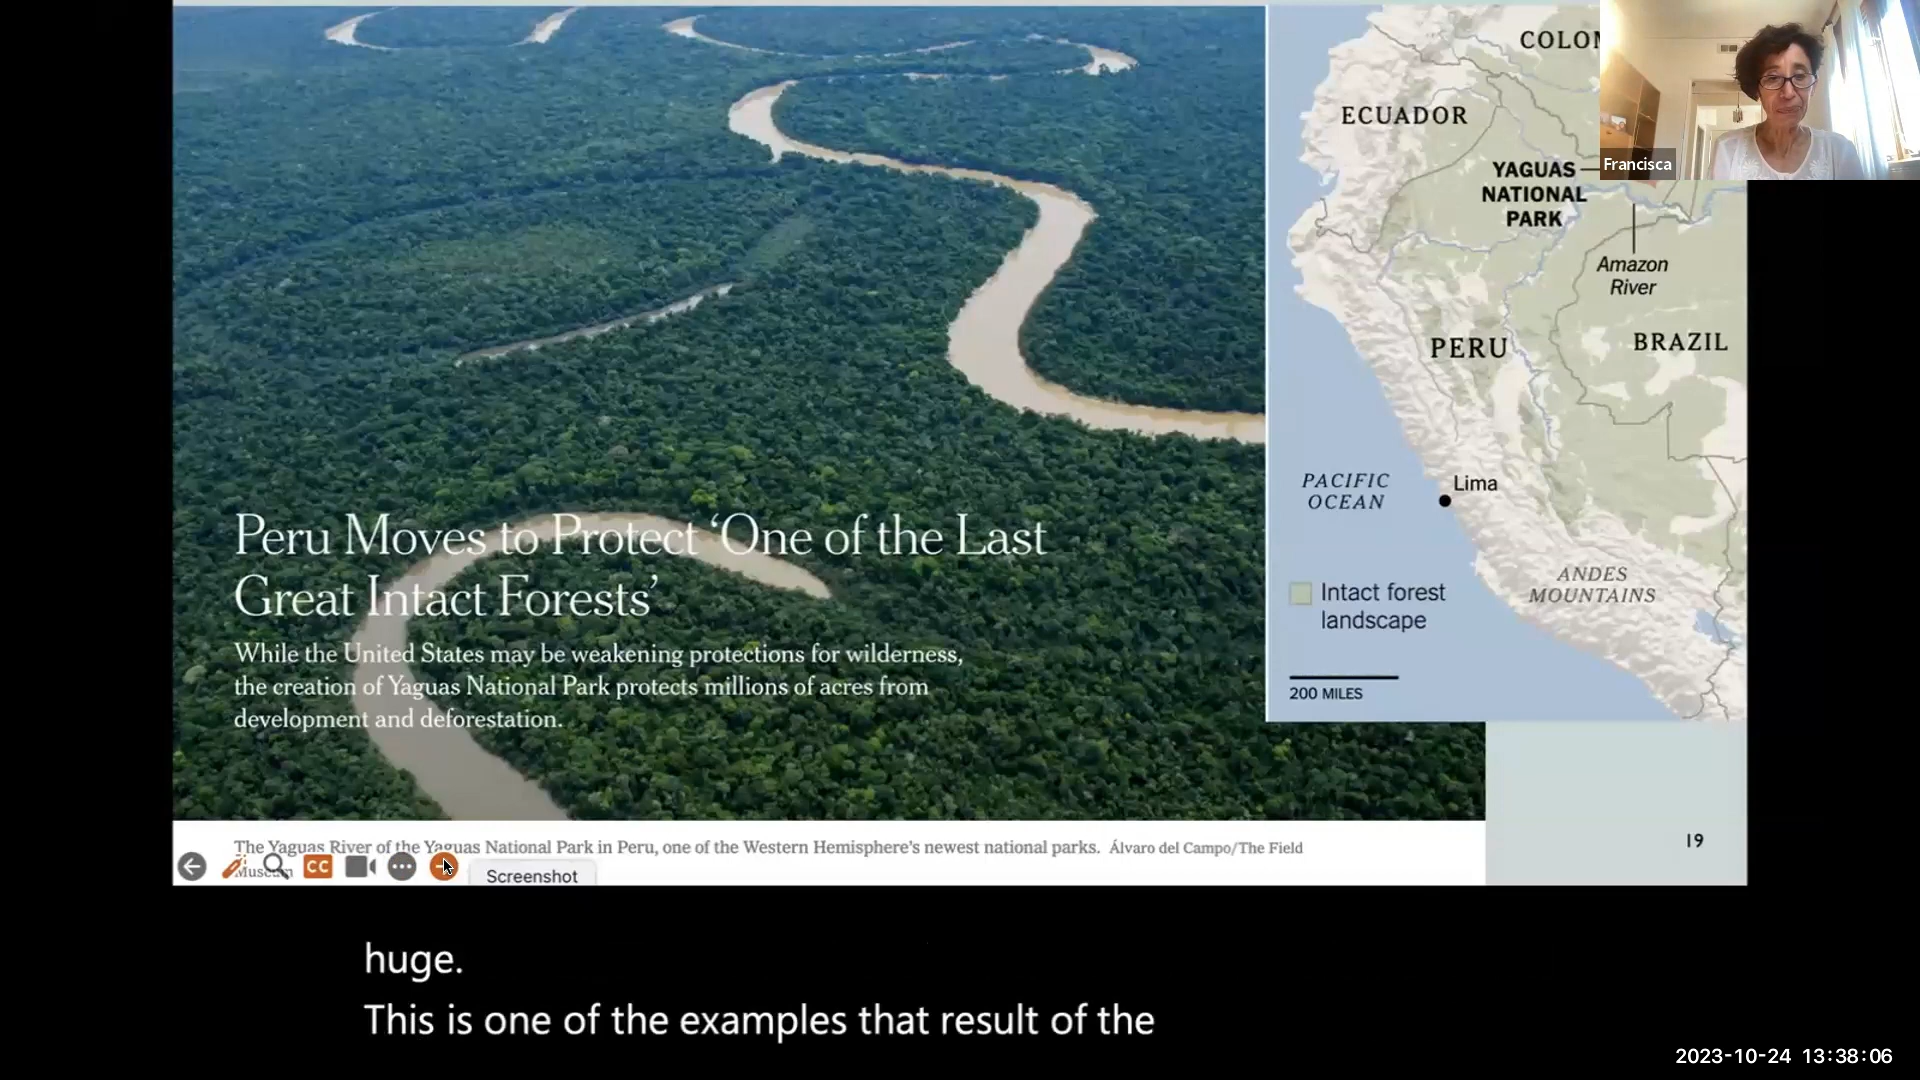 COLO
ECUADOR
Francisca
YAGUAS
NATIONAL
PARK
Amazon
River
PERU
BRAZIL
PACIFIC
OCEAN
Lima
ANDES
MOUNTAINS
Intact forest
landscape
200 MILES
Peru Moves to Protect ‘One of the Last
Great Intact Forests’
While the United States may be weakening protections for wilderness,
the creation of Yaguas National Park protects millions of acres from
development and deforestation.
The Yaguas River of the Yaguas National Park in Peru, one of the Western Hemisphere's newest national parks. Álvaro del Campo/The Field
Museum
CC
Screenshot
19
huge.
This is one of the examples that result of the
2023-10-24 13:38:06